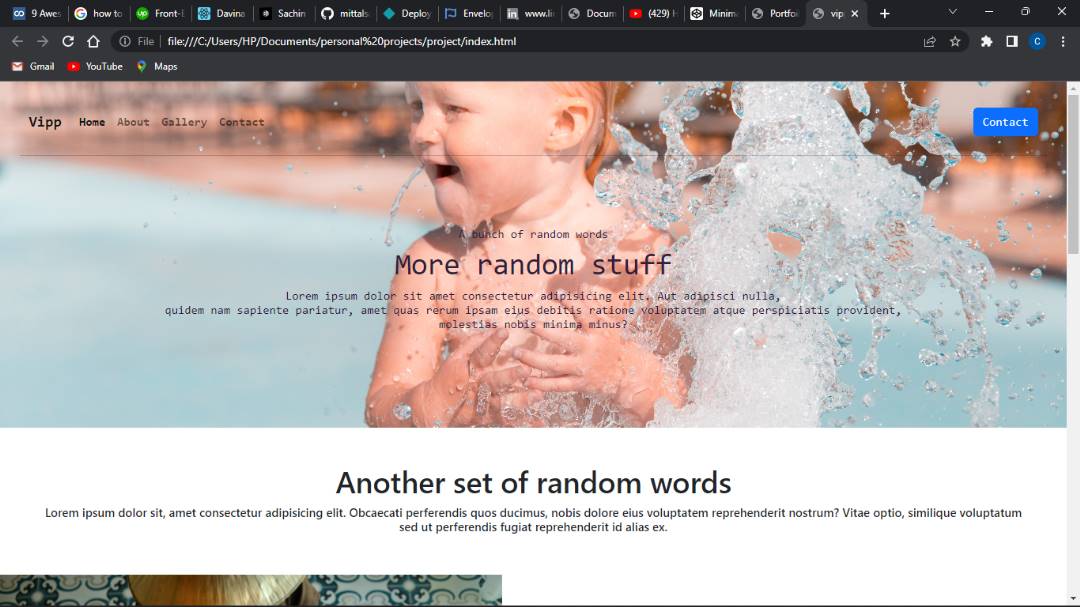 9 Awes
how to
Front-E
Davina
Sachin
mittals
Deploy
Envelo
www.li
Docum
(429) H
Minim
Portfo
vip
File file:///C:/Users/HP/Documents/personal%20projects/project/index.html
C
Gmail YouTube Maps
Vipp Home About Gallery Contact Contact
A bunch of random words
More random stuff
Lorem ipsum dolor sit amet consectetur adipisicing elit. Aut adipisci nulla,
quidem nam sapiente pariatur, amet quas rerum ipsam eius debitis ratione voluptatem atque perspiciatis provident,
molestias nobis minima minus?
Another set of random words
Lorem ipsum dolor sit, amet consectetur adipisicing elit. Obcaecati perferendis quos ducimus, nobis dolore eius voluptatem reprehenderit nostrum? Vitae optio, similique voluptatum
sed ut perferendis fugiat reprehenderit id alias ex.